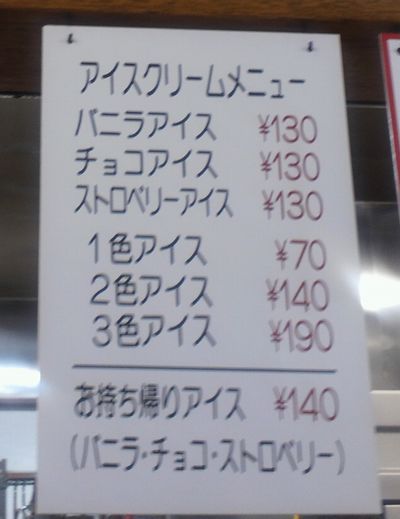 アイスクリームメニュー
バニラアイス ¥130
チョコアイス ¥130
ストロベリーアイス ¥130
1色アイス ¥70
2色アイス ¥140
3色アイス ¥190
お持ち帰りアイス ¥140
(バニラ・チョコ・ストロベリー)